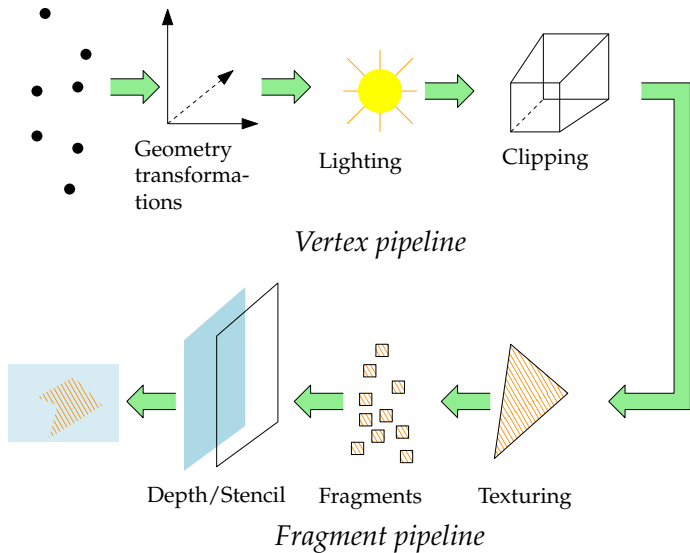 Geometry
transforma-
tions
Lighting
Clipping
Vertex pipeline
Depth/Stencil
Fragments
Texturing
Fragment pipeline